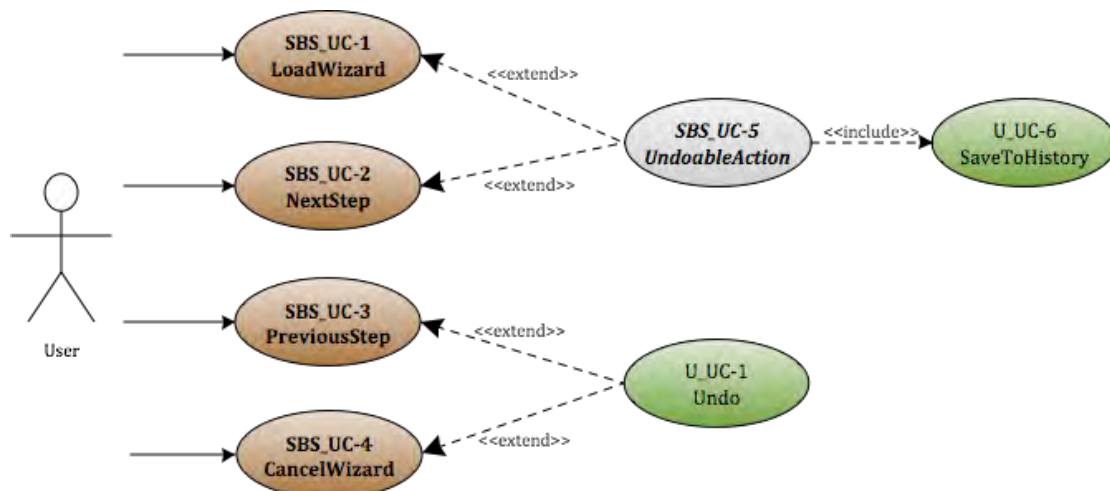 SBS_UC-1
LoadWizard
<<extend>>
SBS_UC-5
UndoableAction
<<include>>
U_UC-6
SaveToHistory
SBS_UC-2
NextStep
<<extend>>
SBS_UC-3
PreviousStep
<<extend>>
User
U_UC-1
Undo
SBS_UC-4
CancelWizard
<<extend>>